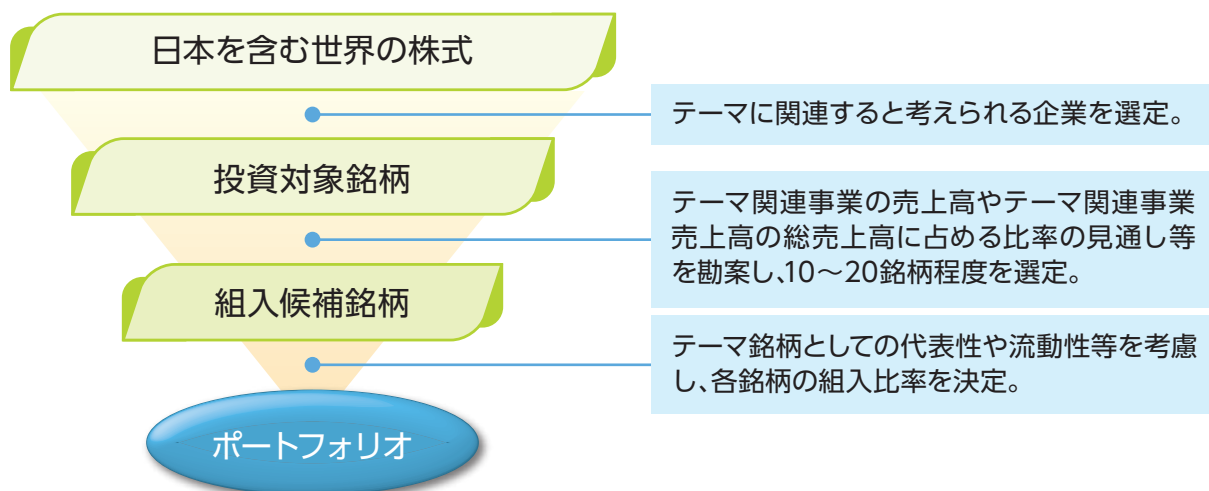 日本を含む世界の株式
テーマに関連すると考えられる企業を選定。
投資対象銘柄
テーマ関連事業の売上高やテーマ関連事業
売上高の総売上高に占める比率の見通し等
を勘案し、10～20銘柄程度を選定。
組入候補銘柄
テーマ銘柄としての代表性や流動性等を考慮
し、各銘柄の組入比率を決定。
ポートフォリオ